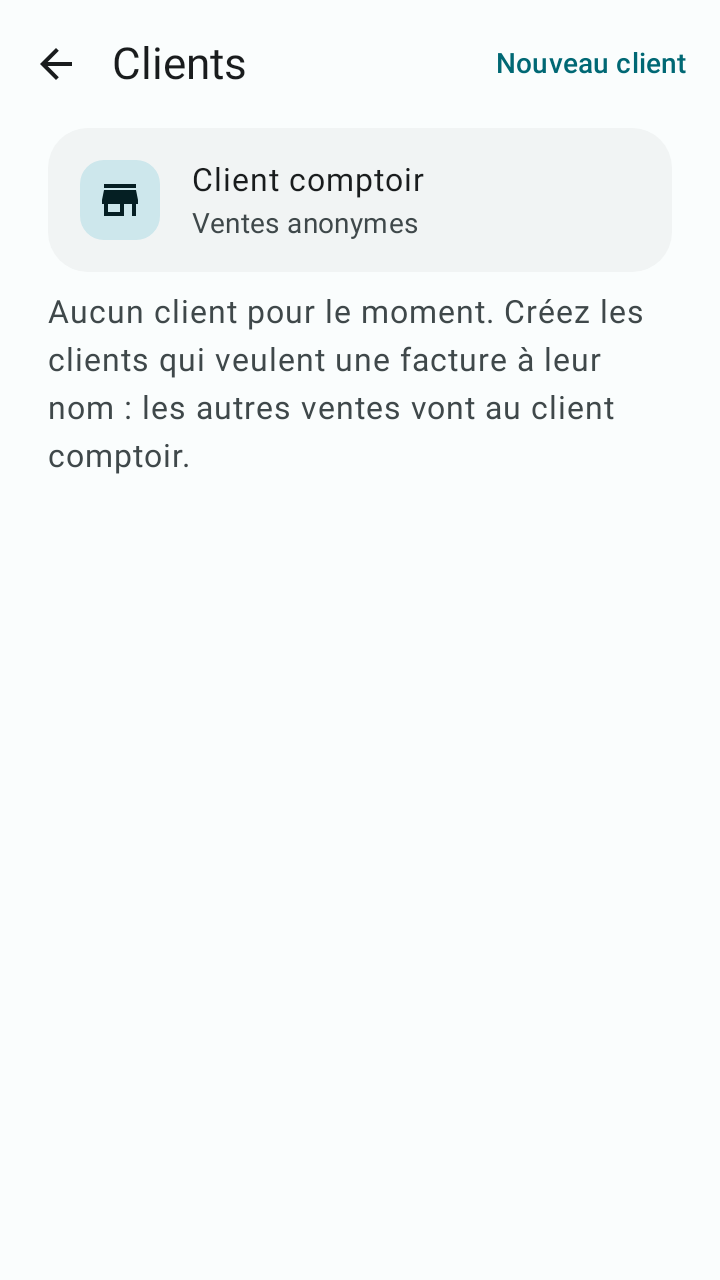 Clients
Nouveau client
Client comptoir
Ventes anonymes
Aucun client pour le moment. Créez les
clients qui veulent une facture à leur
nom : les autres ventes vont au client
comptoir.